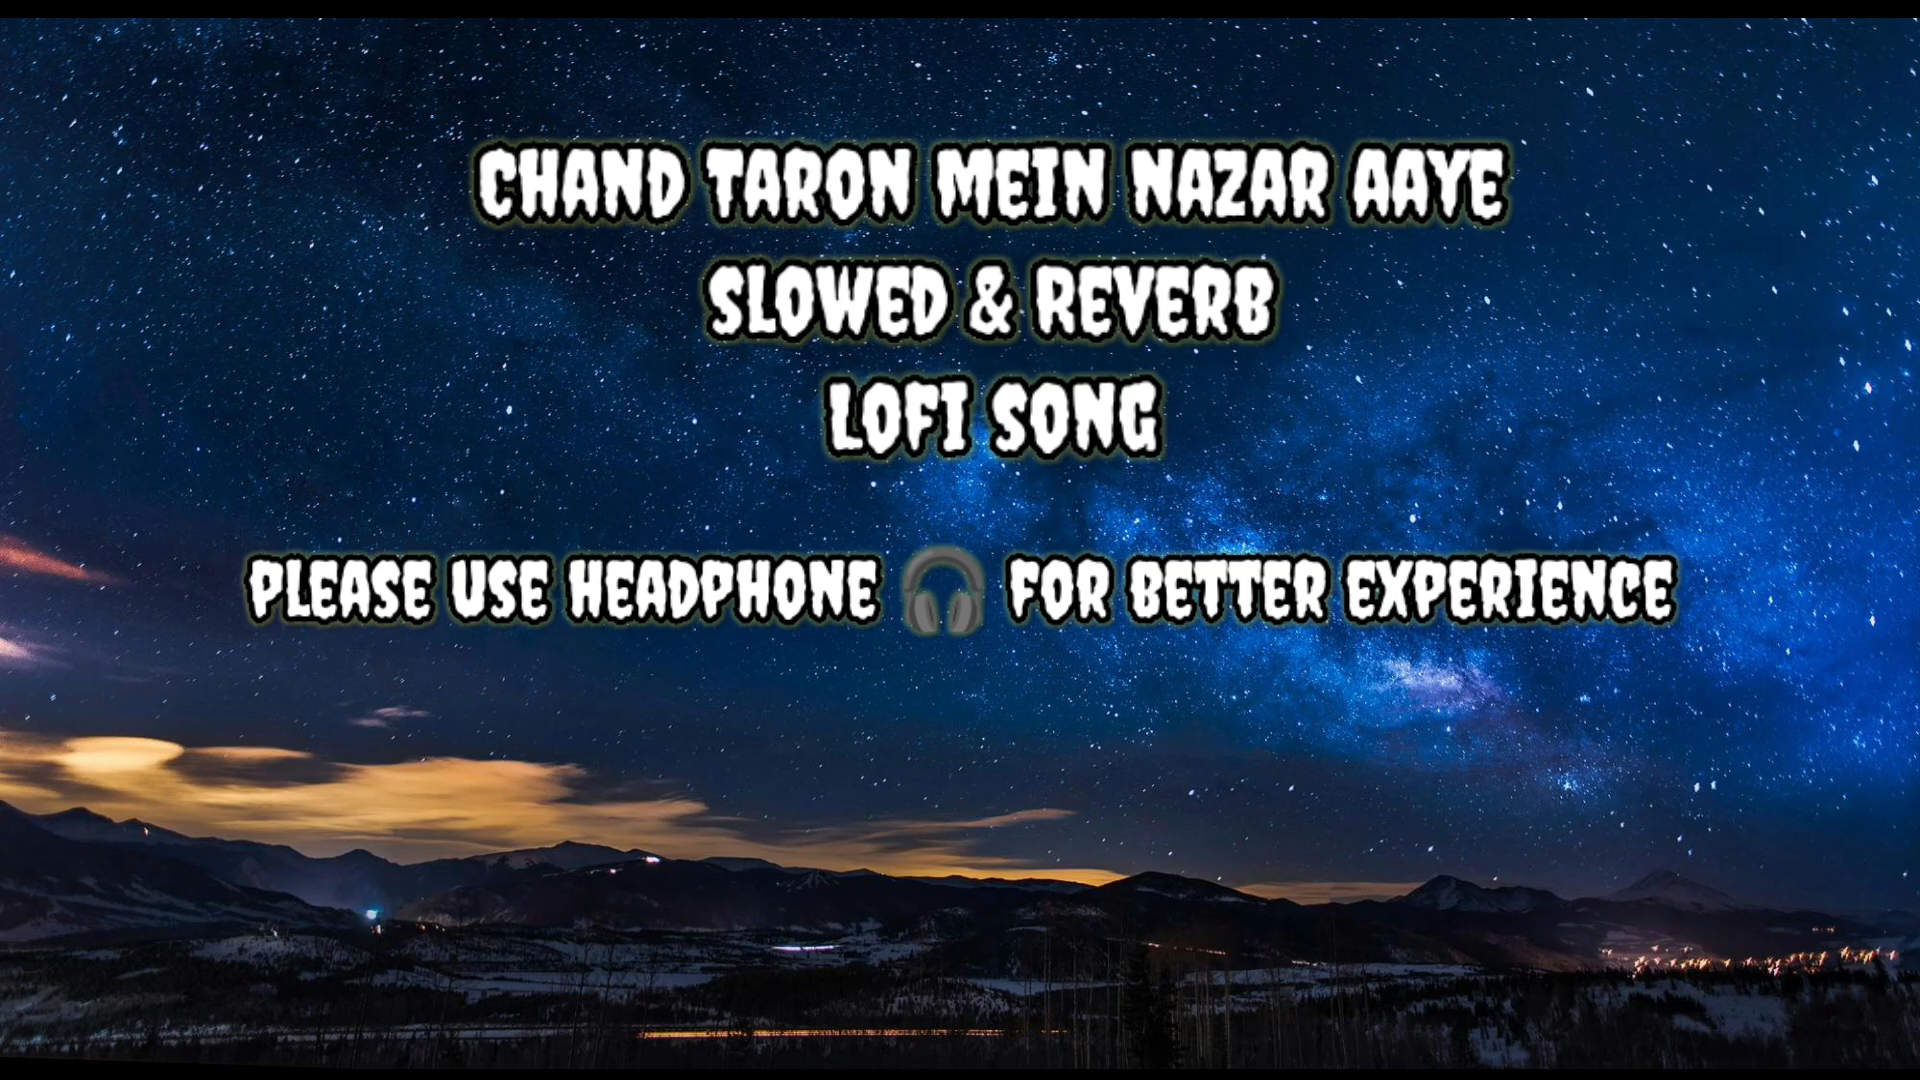 CHAND TARON MEIN NAZAR AAYE
SLOWED & REVERB
LOFI SONG
PLEASE USE HEADPHONE 🎧 FOR BETTER EXPERIENCE